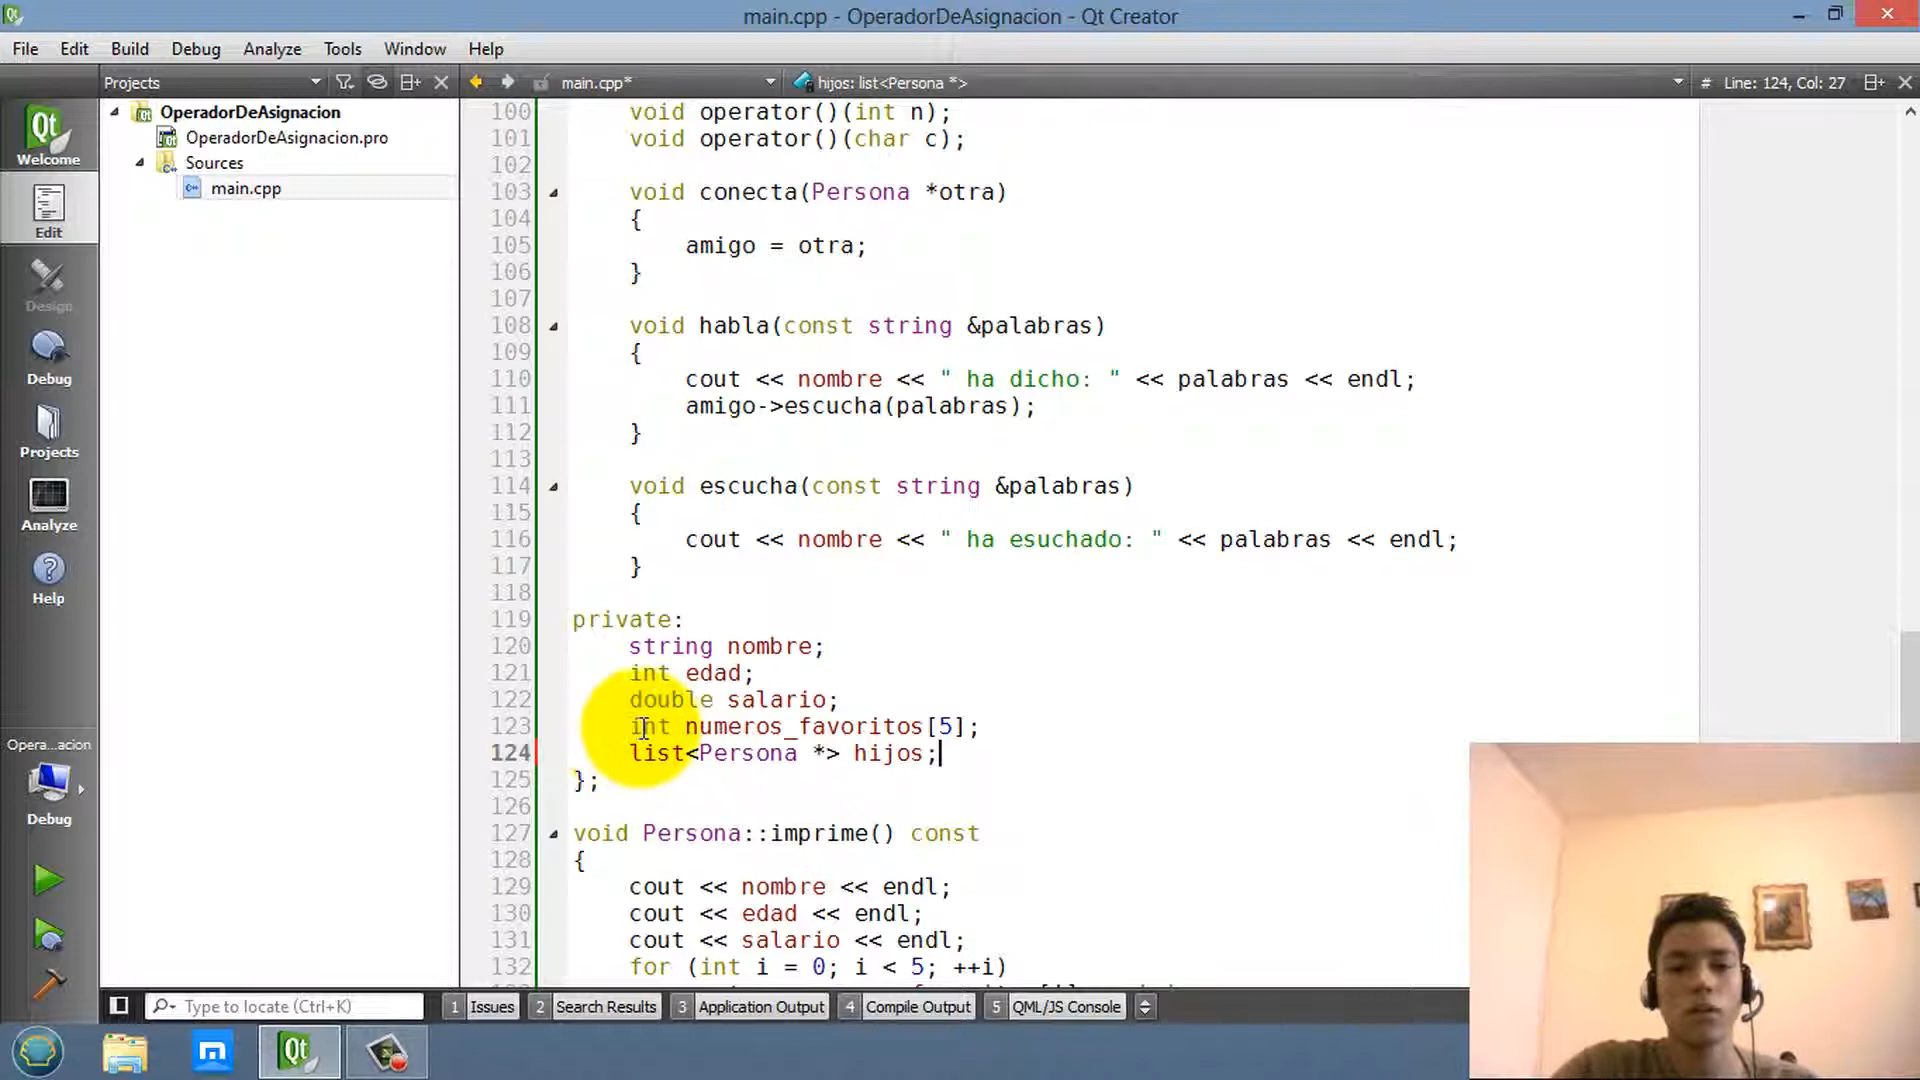 main.cpp - OperadorDeAsignacion - Qt Creator
File Edit Build Debug Analyze Tools Window Help
Projects
main.cpp*
hijos: list<Persona *>
# Line: 124, Col: 27
Qt
Welcome
Edit
Design
Debug
Projects
Analyze
Help
Opera...acion
Debug
OperadorDeAsignacion
OperadorDeAsignacion.pro
Sources
main.cpp
100 void operator()(int n);
101 void operator()(char c);
102
103 void conecta(Persona *otra)
104 {
105 amigo = otra;
106 }
107
108 void habla(const string &palabras)
109 {
110 cout << nombre << " ha dicho: " << palabras << endl;
111 amigo->escucha(palabras);
112 }
113
114 void escucha(const string &palabras)
115 {
116 cout << nombre << " ha esuchado: " << palabras << endl;
117 }
118
119 private:
120 string nombre;
121 int edad;
122 double salario;
123 int numeros_favoritos[5];
124 list<Persona *> hijos;
125 };
126
127 void Persona::imprime() const
128 {
129 cout << nombre << endl;
130 cout << edad << endl;
131 cout << salario << endl;
132 for (int i = 0; i < 5; ++i)
Type to locate (Ctrl+K)
1 Issues
2 Search Results
3 Application Output
4 Compile Output
5 QML/JS Console
Qt